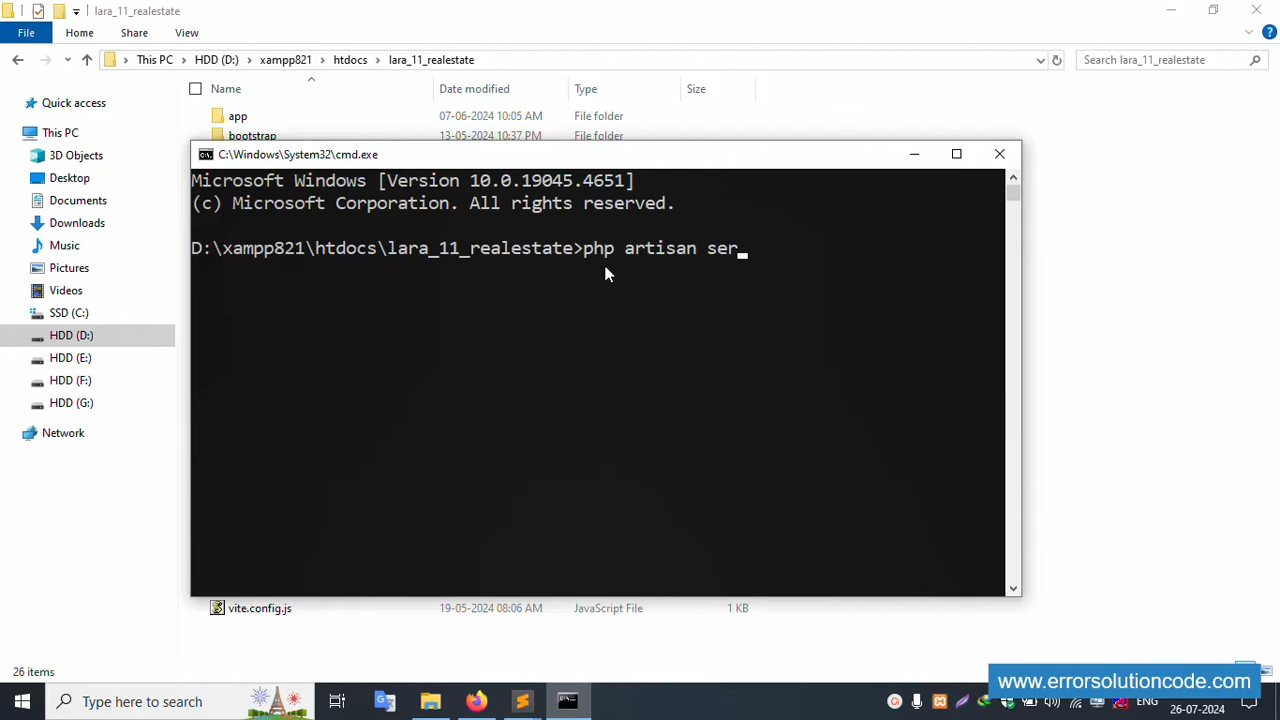 lara_11_realestate
File Home Share View
This PC HDD (D:) xampp821 htdocs lara_11_realestate Search lara_11_realestate
Name Date modified Type Size
Quick access
app 07-06-2024 10:05 AM File folder
This PC
bootstrap 13-05-2024 10:37 PM File folder
3D Objects
C:\Windows\System32\cmd.exe
Desktop
Microsoft Windows [Version 10.0.19045.4651]
Documents
(c) Microsoft Corporation. All rights reserved.
Downloads
Music
D:\xampp821\htdocs\lara_11_realestate>php artisan ser
Pictures
Videos
SSD (C:)
HDD (D:)
HDD (E:)
HDD (F:)
HDD (G:)
Network
vite.config.js 19-05-2024 08:06 AM JavaScript File 1 KB
26 items
www.errorsolutioncode.com
Type here to search
ENG
26-07-2024